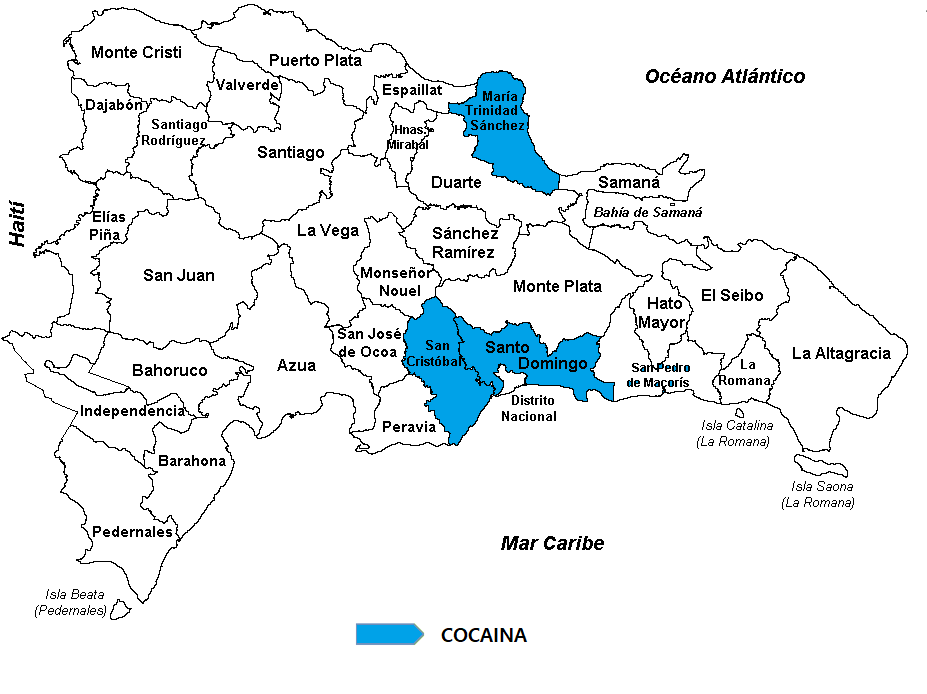 Monte Cristi
Puerto Plata
Océano Atlántico
Valverde
Espaillat
Dajabón
María
Trinidad
Sánchez
Santiago
Rodríguez
Hnas.
Mirabal
Santiago
Duarte
Samaná
Bahía de Samaná
Haití
Elías
Piña
La Vega
Sánchez
Ramírez
San Juan
Monseñor
Nouel
Monte Plata
El Seibo
Hato
Mayor
San José
de Ocoa
San
Cristóbal
Santo
Domingo
La Altagracia
Bahoruco
Azua
San Pedro
de Macorís
La
Romana
Independencia
Distrito
Nacional
Peravia
Isla Catalina
(La Romana)
Barahona
Isla Saona
(La Romana)
Pedernales
Mar Caribe
Isla Beata
(Pedernales)
COCAINA